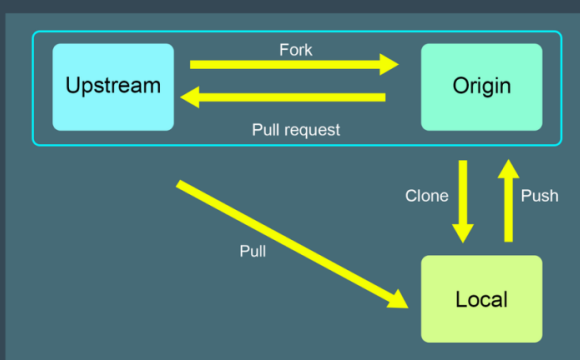 Fork
Upstream
Origin
Pull request
Clone
Push
Pull
Local